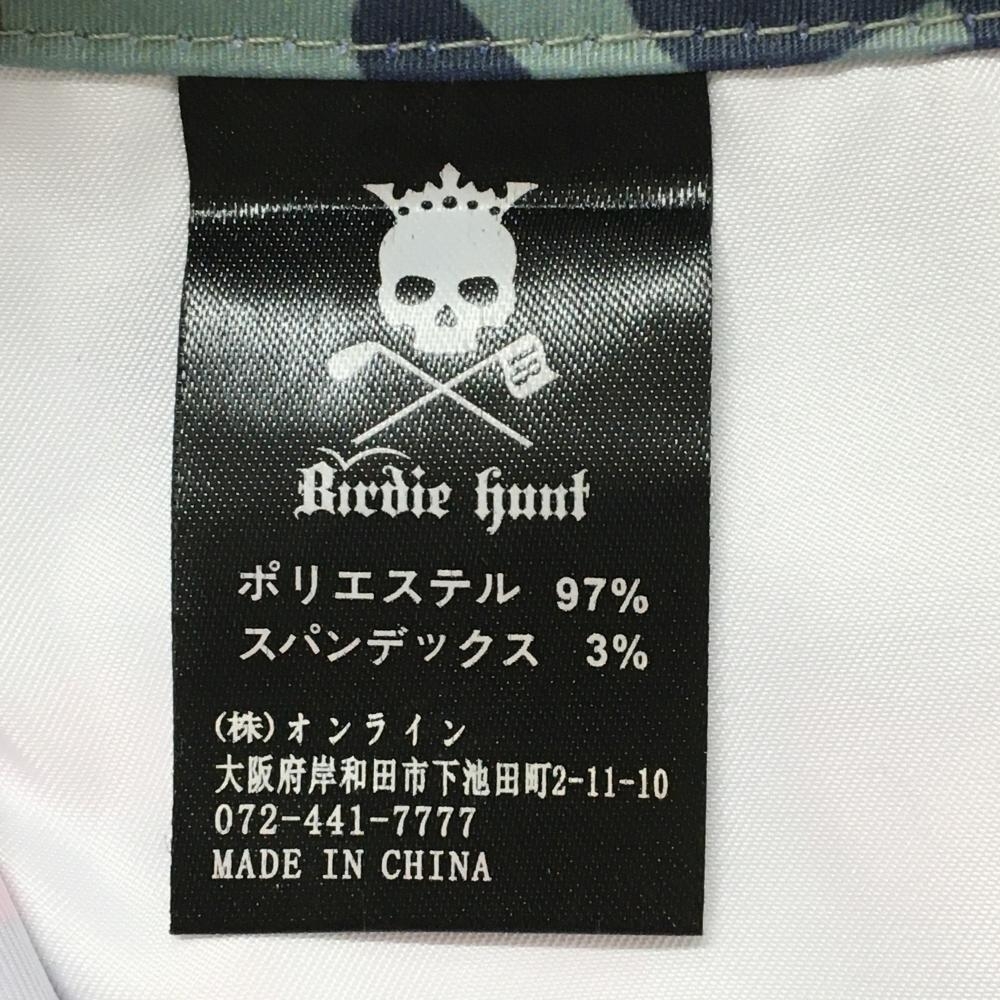 Birdie hunt
ポリエステル 97%
スパンデックス 3%
(株)オンライン
大阪府岸和田市下池田町2-11-10
072-441-7777
MADE IN CHINA